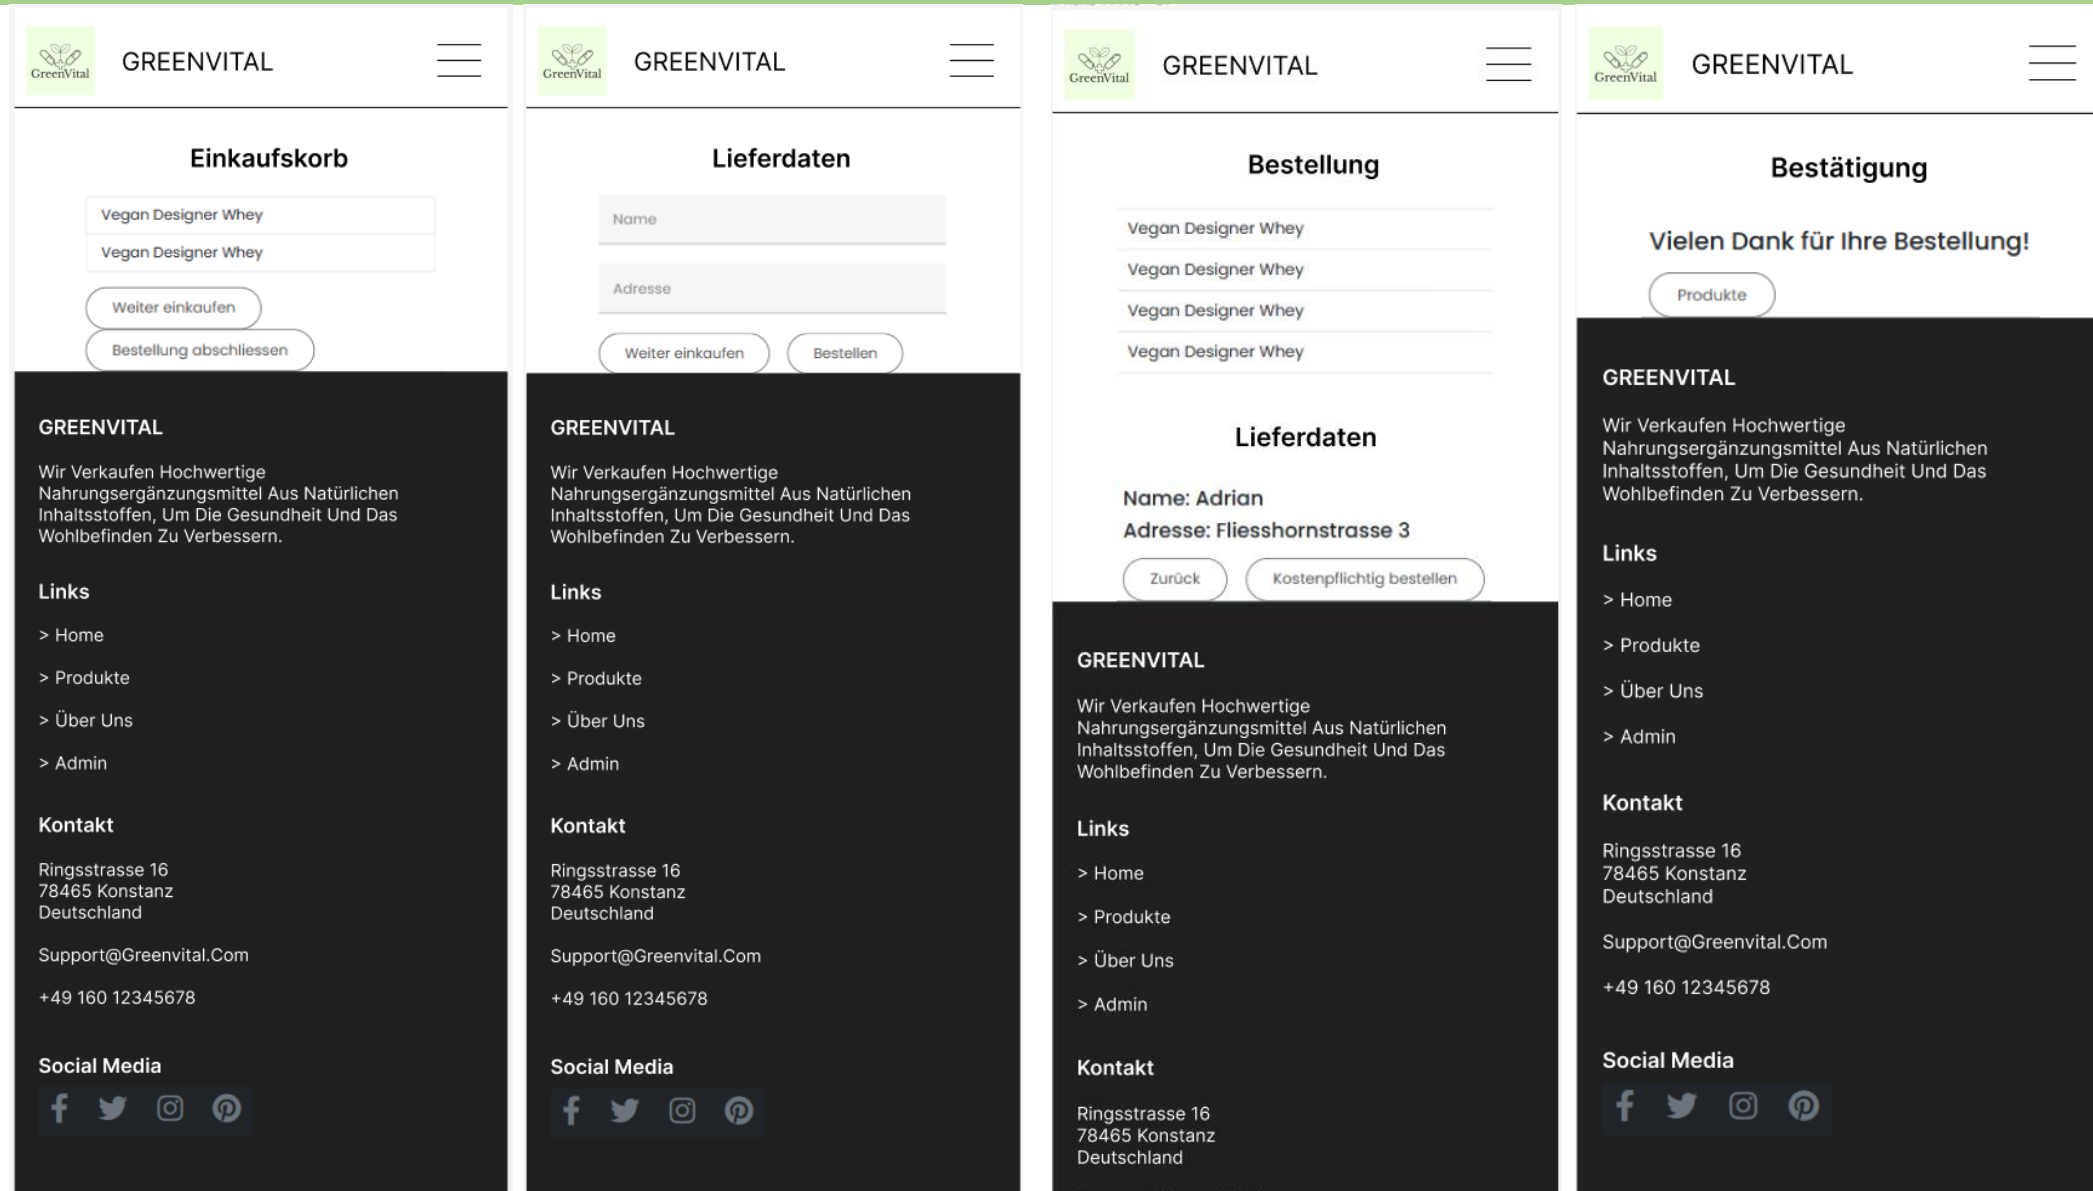 GreenVital
GREENVITAL
Einkaufskorb
Vegan Designer Whey
Vegan Designer Whey
Weiter einkaufen
Bestellung abschliessen
GREENVITAL
Wir Verkaufen Hochwertige
Nahrungsergänzungsmittel Aus Natürlichen
Inhaltsstoffen, Um Die Gesundheit Und Das
Wohlbefinden Zu Verbessern.
Links
> Home
> Produkte
> Über Uns
> Admin
Kontakt
Ringsstrasse 16
78465 Konstanz
Deutschland
Support@Greenvital.Com
+49 160 12345678
Social Media
GreenVital
GREENVITAL
Lieferdaten
Name
Adresse
Weiter einkaufen
Bestellen
GREENVITAL
Wir Verkaufen Hochwertige
Nahrungsergänzungsmittel Aus Natürlichen
Inhaltsstoffen, Um Die Gesundheit Und Das
Wohlbefinden Zu Verbessern.
Links
> Home
> Produkte
> Über Uns
> Admin
Kontakt
Ringsstrasse 16
78465 Konstanz
Deutschland
Support@Greenvital.Com
+49 160 12345678
Social Media
GreenVital
GREENVITAL
Bestellung
Vegan Designer Whey
Vegan Designer Whey
Vegan Designer Whey
Vegan Designer Whey
Lieferdaten
Name: Adrian
Adresse: Fliesshornstrasse 3
Zurück
Kostenpflichtig bestellen
GREENVITAL
Wir Verkaufen Hochwertige
Nahrungsergänzungsmittel Aus Natürlichen
Inhaltsstoffen, Um Die Gesundheit Und Das
Wohlbefinden Zu Verbessern.
Links
> Home
> Produkte
> Über Uns
> Admin
Kontakt
Ringsstrasse 16
78465 Konstanz
Deutschland
GreenVital
GREENVITAL
Bestätigung
Vielen Dank für Ihre Bestellung!
Produkte
GREENVITAL
Wir Verkaufen Hochwertige
Nahrungsergänzungsmittel Aus Natürlichen
Inhaltsstoffen, Um Die Gesundheit Und Das
Wohlbefinden Zu Verbessern.
Links
> Home
> Produkte
> Über Uns
> Admin
Kontakt
Ringsstrasse 16
78465 Konstanz
Deutschland
Support@Greenvital.Com
+49 160 12345678
Social Media